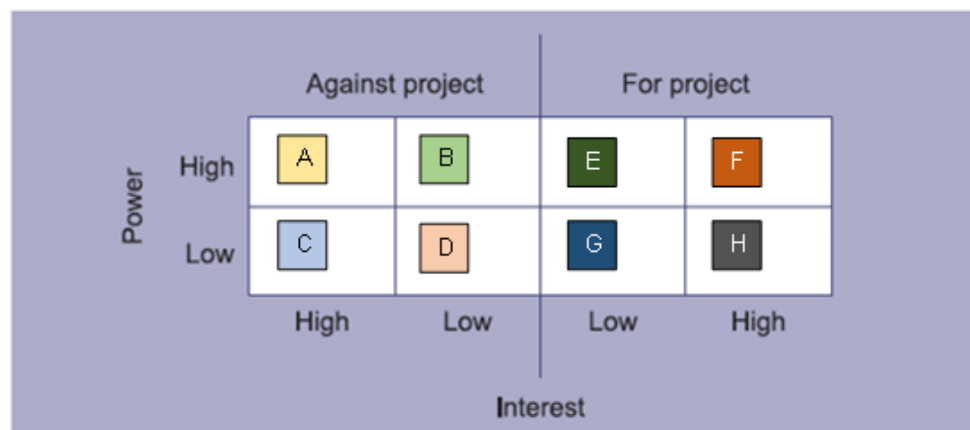 Against project For project
High A B E F
Power
Low C D G H
High Low Low High
Interest